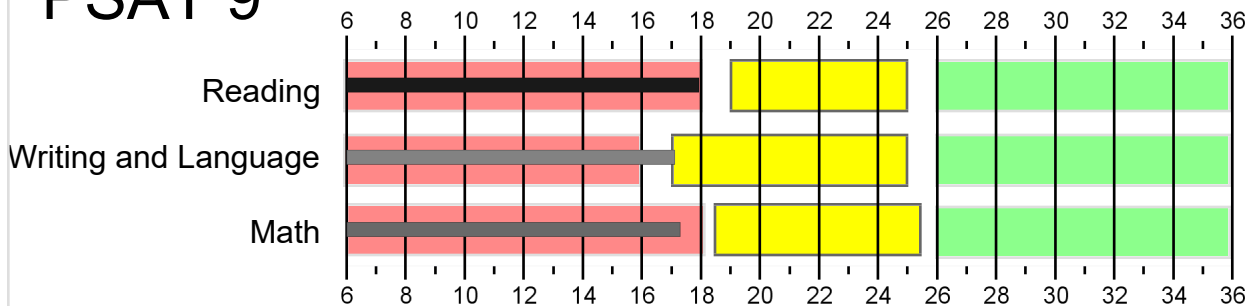 PSAT 9
6 8 10 12 14 16 18 20 22 24 26 28 30 32 34 36
Reading
Writing and Language
Math
6 8 10 12 14 16 18 20 22 24 26 28 30 32 34 36